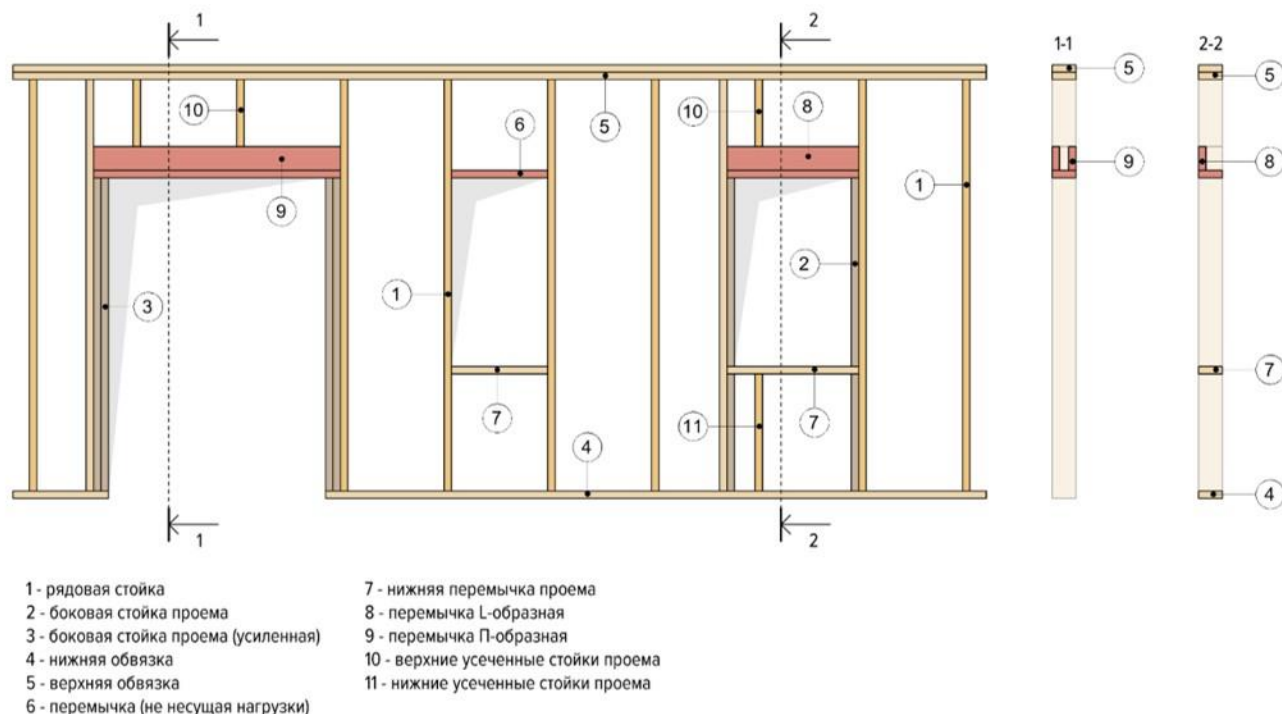 1 2 1-1 2-2
5 5
10 10 8
6 5
9 8
1
9
2
3 1
7 7 7
11
4 4
1 2
1 - рядовая стойка
2 - боковая стойка проема
3 - боковая стойка проема (усиленная)
4 - нижняя обвязка
5 - верхняя обвязка
6 - перемычка (не несущая нагрузки)
7 - нижняя перемычка проема
8 - перемычка L-образная
9 - перемычка П-образная
10 - верхние усеченные стойки проема
11 - нижние усеченные стойки проема